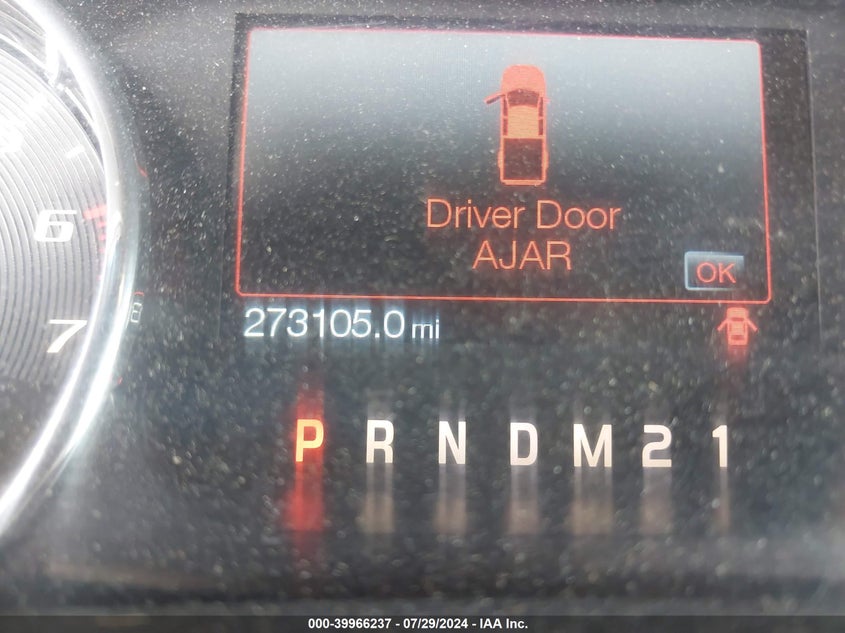 6
7
Driver Door
AJAR
OK
273105.0 mi
P R N D M 2 1
000-39966237 - 07/29/2024 - IAA Inc.